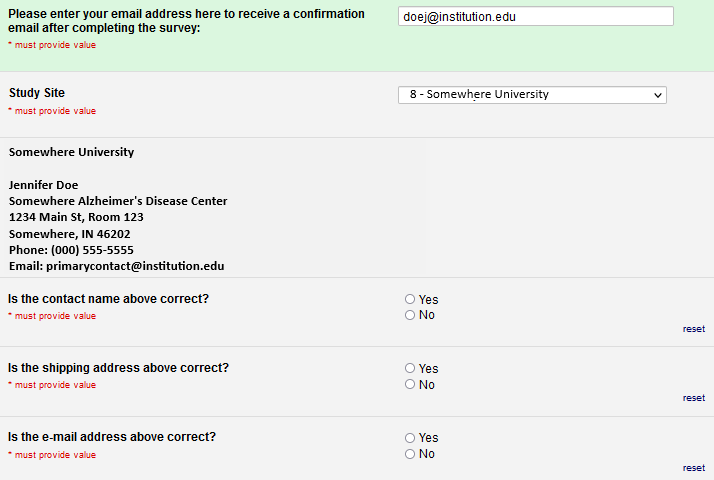 Please enter your email address here to receive a confirmation
email after completing the survey:
* must provide value
doej@institution.edu
Study Site
* must provide value
8 - Somewhere University
Somewhere University
Jennifer Doe
Somewhere Alzheimer's Disease Center
1234 Main St, Room 123
Somewhere, IN 46202
Phone: (000) 555-5555
Email: primarycontact@institution.edu
Is the contact name above correct?
* must provide value
Yes
No
reset
Is the shipping address above correct?
* must provide value
Yes
No
reset
Is the e-mail address above correct?
* must provide value
Yes
No
reset